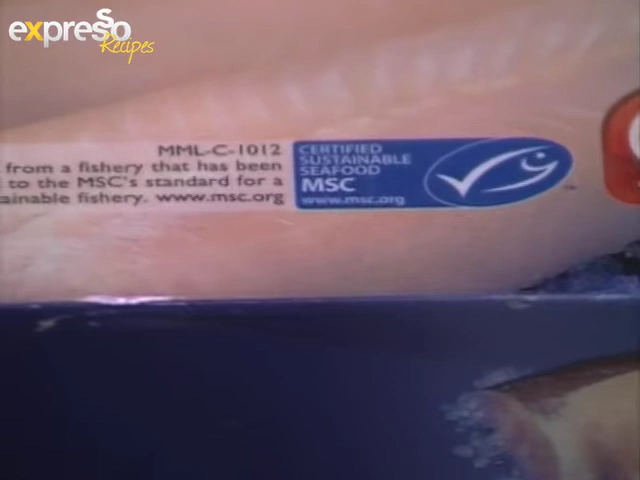 expresso
Recipes
MML-C-1012
from a fishery that has been
to the MSC's standard for a
ainable fishery. www.msc.org
CERTIFIED
SUSTAINABLE
SEAFOOD
MSC
www.msc.org
TM